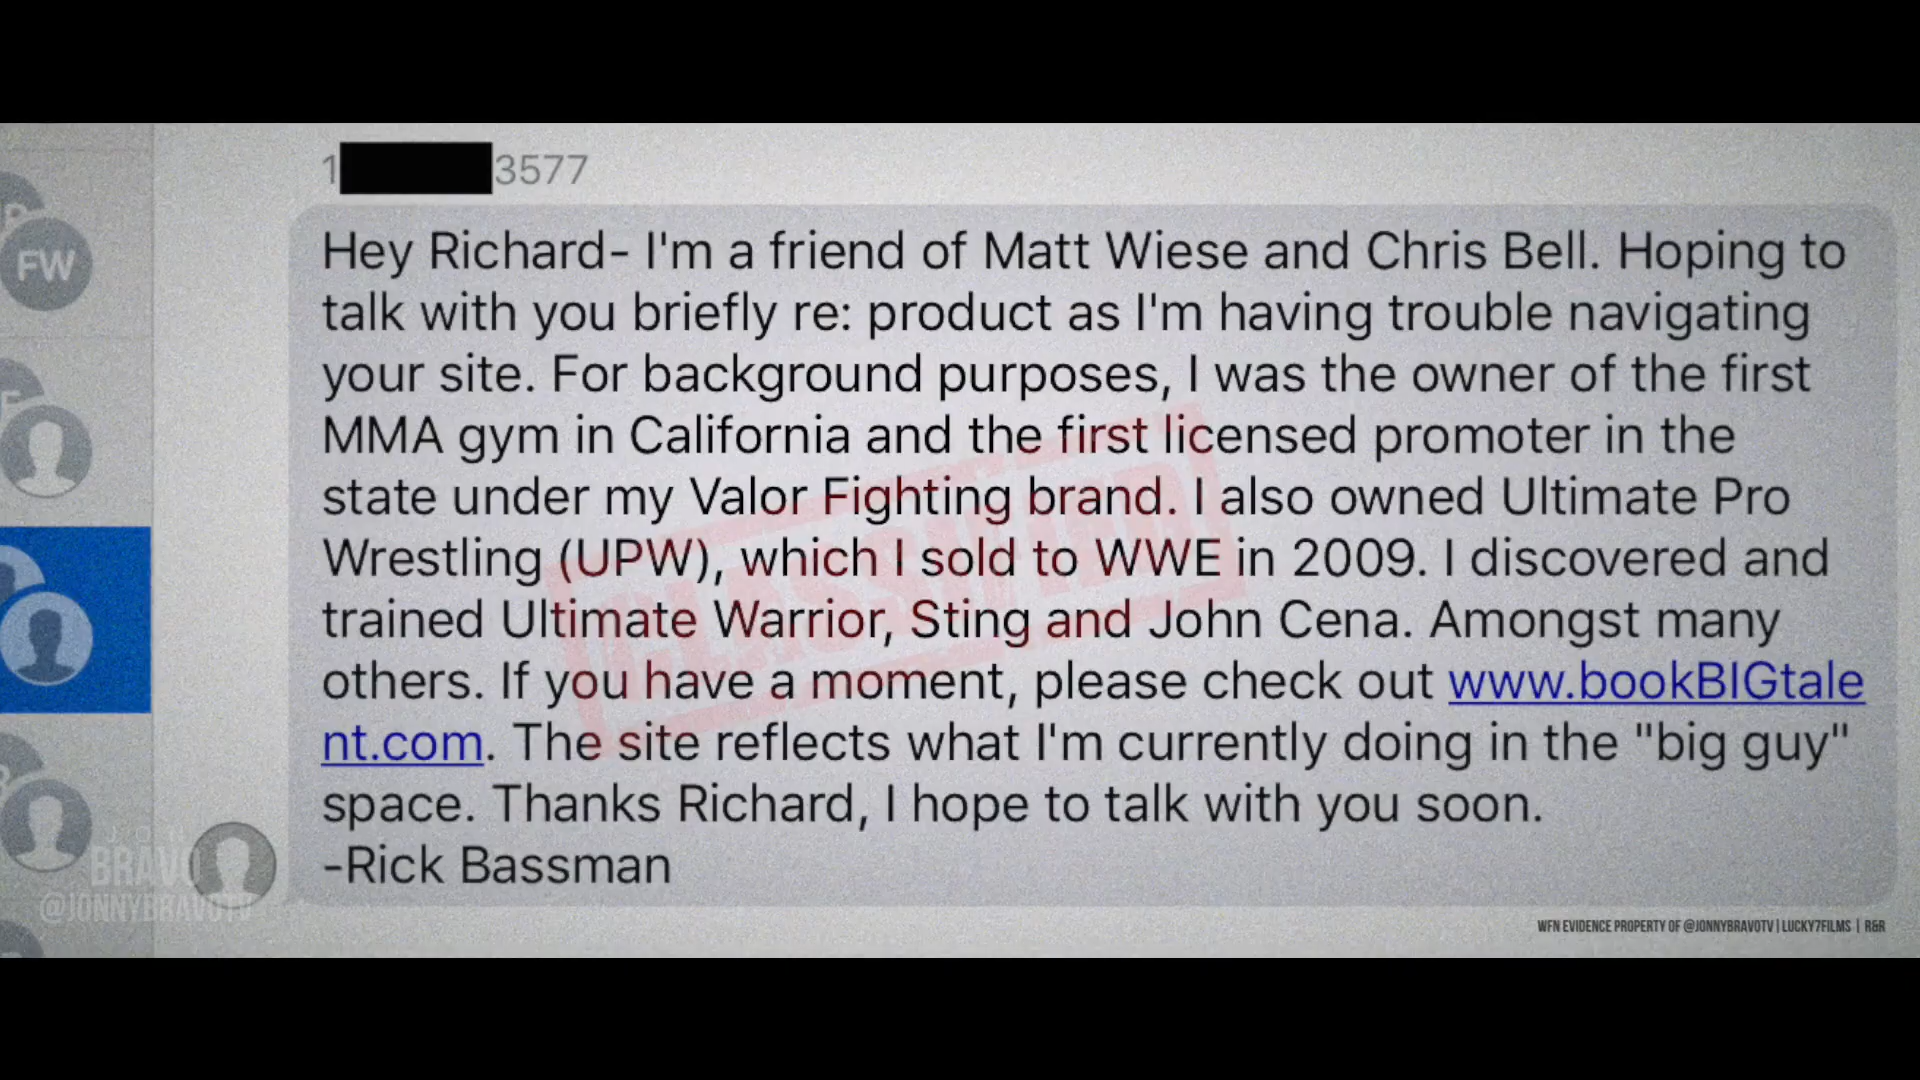 1 3577
Hey Richard- I'm a friend of Matt Wiese and Chris Bell. Hoping to
talk with you briefly re: product as I'm having trouble navigating
your site. For background purposes, I was the owner of the first
MMA gym in California and the first licensed promoter in the
state under my Valor Fighting brand. I also owned Ultimate Pro
Wrestling (UPW), which I sold to WWE in 2009. I discovered and
trained Ultimate Warrior, Sting and John Cena. Amongst many
others. If you have a moment, please check out www.bookBIGtale
nt.com. The site reflects what I'm currently doing in the "big guy"
space. Thanks Richard, I hope to talk with you soon.
-Rick Bassman
FW
CLASSIFIED
BRAVO
@JONNYBRAVOTV
WFN EVIDENCE PROPERTY OF @JONNYBRAVOTV | LUCKY7FILMS | R&R